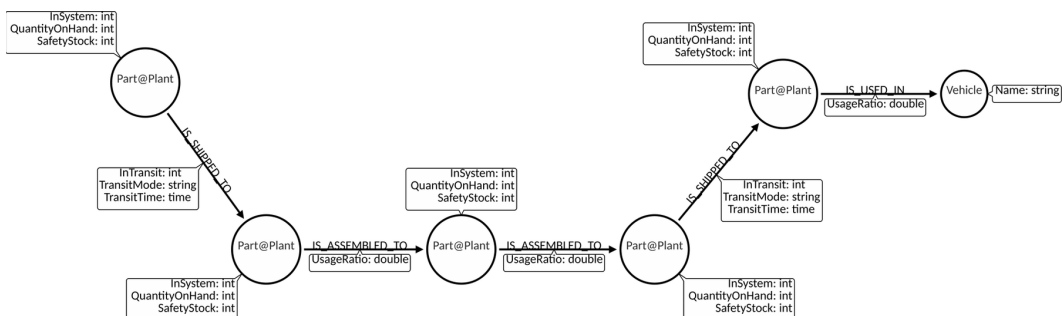 InSystem: int
QuantityOnHand: int
SafetyStock: int
Part@Plant
IS_SHIPPED_TO
InTransit: int
TransitMode: string
TransitTime: time
Part@Plant
InSystem: int
QuantityOnHand: int
SafetyStock: int
IS_ASSEMBLED_TO
UsageRatio: double
InSystem: int
QuantityOnHand: int
SafetyStock: int
Part@Plant
IS_ASSEMBLED_TO
UsageRatio: double
Part@Plant
InSystem: int
QuantityOnHand: int
SafetyStock: int
IS_SHIPPED_TO
InTransit: int
TransitMode: string
TransitTime: time
InSystem: int
QuantityOnHand: int
SafetyStock: int
Part@Plant
IS_USED_IN
UsageRatio: double
Vehicle
Name: string